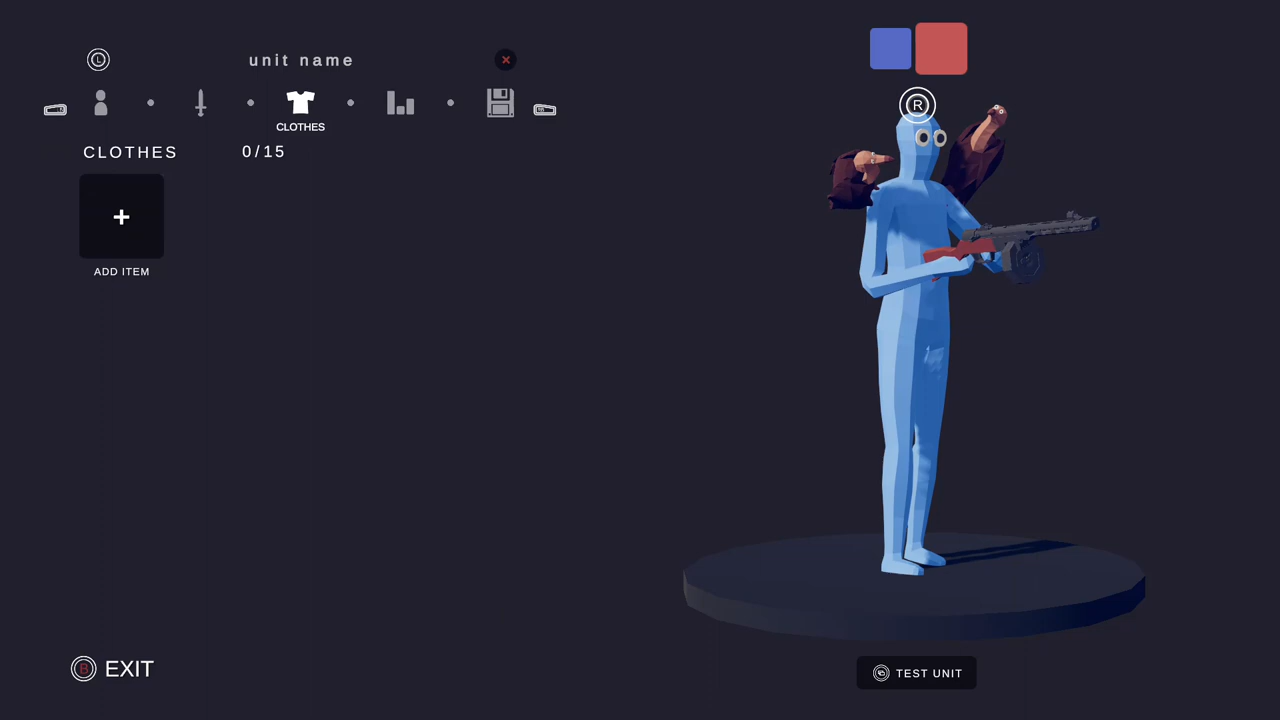 L
unit name
R
CLOTHES
CLOTHES 0/15
ADD ITEM
B EXIT
TEST UNIT